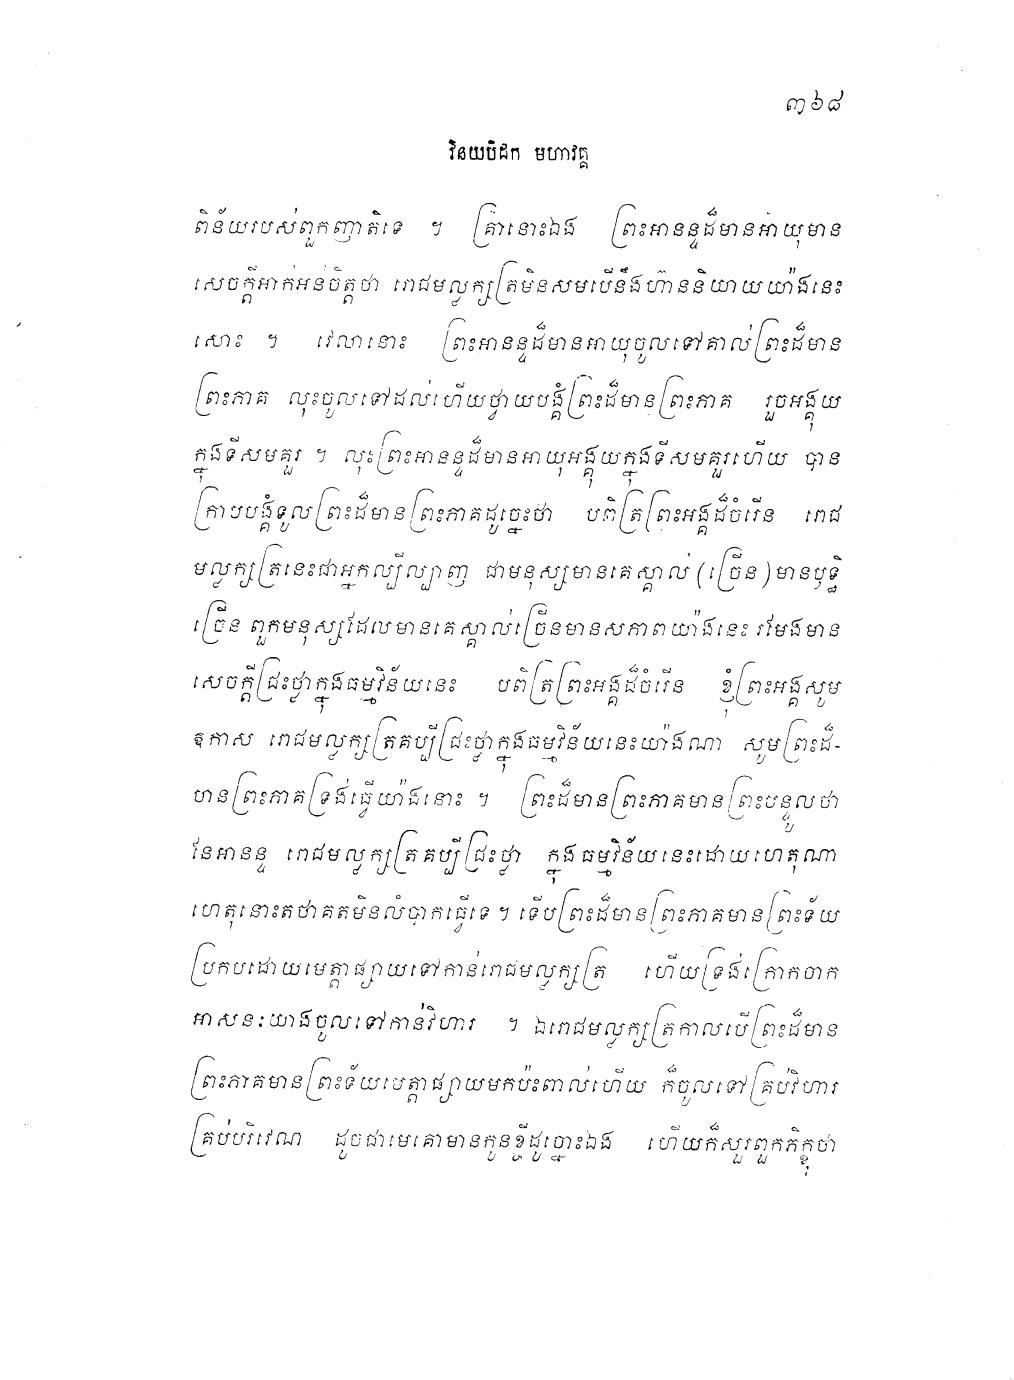 ៣៦៨
វិនយបិដក មហាវគ្គ
ពិន័យរបស់ពួកញាតិទេ ។ គ្រានោះឯង ព្រះអានន្ទដ៏មានអាយុមាន
សេចក្តីអាក់អន់ចិត្តថា រោជមល្លក្សត្រមិនសមបើនឹងហ៊ាននិយាយយ៉ាងនេះ
សោះ ។ វេលានោះ ព្រះអានន្ទដ៏មានអាយុចូលទៅគាល់ព្រះដ៏មាន
ព្រះភាគ លុះចូលទៅដល់ហើយថ្វាយបង្គំព្រះដ៏មានព្រះភាគ រួចអង្គុយ
ក្នុងទីសមគួរ ។ លុះព្រះអានន្ទដ៏មានអាយុអង្គុយក្នុងទីសមគួរហើយ បាន
ក្រាបបង្គំទូលព្រះដ៏មានព្រះភាគដូច្នេះថា បពិត្រព្រះអង្គដ៏ចំរើន រោជ
មល្លក្សត្រនេះជាអ្នកល្បីល្បាញ ជាមនុស្សមានគេស្គាល់ (ច្រើន) មានឫទ្ធិ
ច្រើន ពួកមនុស្សដែលមានគេស្គាល់ច្រើនមានសភាពយ៉ាងនេះ រមែងមាន
សេចក្តីជ្រះថ្លាក្នុងធម្មវិន័យនេះ បពិត្រព្រះអង្គដ៏ចំរើន ខ្ញុំព្រះអង្គសូម
ឧកាស រោជមល្លក្សត្រគប្បីជ្រះថ្លាក្នុងធម្មវិន័យនេះយ៉ាងណា សូមព្រះដ៏-
មានព្រះភាគទ្រង់ធ្វើយ៉ាងនោះ ។ ព្រះដ៏មានព្រះភាគមានព្រះបន្ទូលថា
នែអានន្ទ រោជមល្លក្សត្រគប្បីជ្រះថ្លា ក្នុងធម្មវិន័យនេះដោយហេតុណា
ហេតុនោះតថាគតមិនលំបាកធ្វើទេ ។ ទើបព្រះដ៏មានព្រះភាគមានព្រះទ័យ
ប្រកបដោយមេត្តាផ្សាយទៅកាន់រោជមល្លក្សត្រ ហើយទ្រង់ក្រោកចាក
អាសនៈយាងចូលទៅកាន់វិហារ ។ ឯរោជមល្លក្សត្រកាលបើព្រះដ៏មាន
ព្រះភាគមានព្រះទ័យមេត្តាផ្សាយមកប៉ះពាល់ហើយ ក៏ចូលទៅគ្រប់វិហារ
គ្រប់បរិវេណ ដូចជាមេគោមានកូនខ្ចីដូច្នោះឯង ហើយក៏សួរពួកភិក្ខុថា